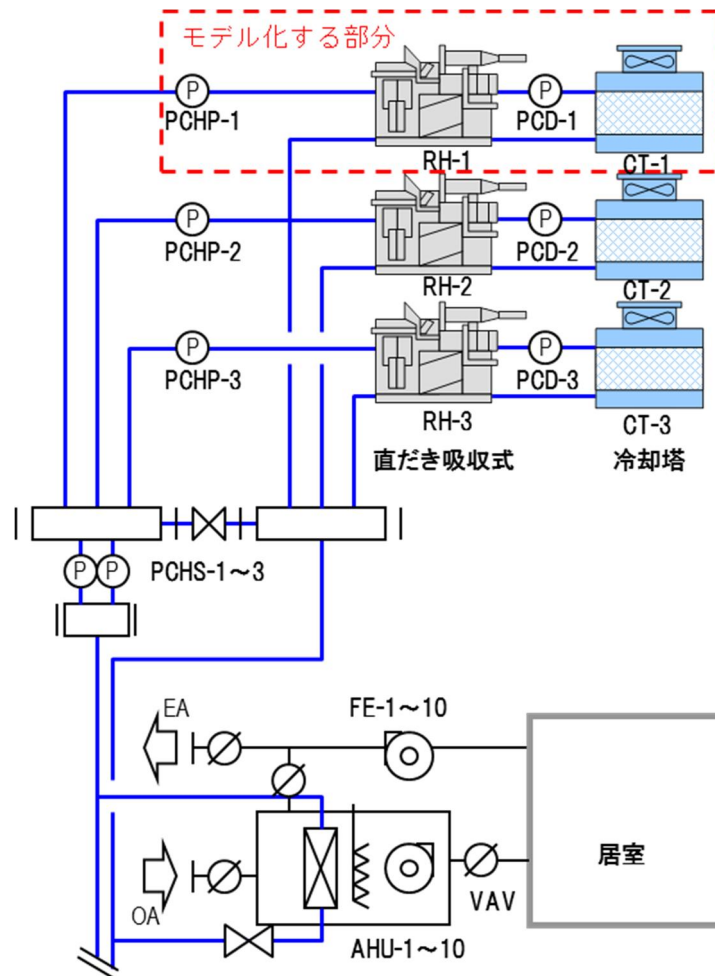 モデル化する部分
P
P
PCHP-1
PCD-1
RH-1
CT-1
P
P
PCHP-2
PCD-2
RH-2
CT-2
P
P
PCHP-3
PCD-3
RH-3
CT-3
直だき吸収式
冷却塔
P
P
PCHS-1～3
EA
FE-1～10
居室
OA
VAV
AHU-1～10